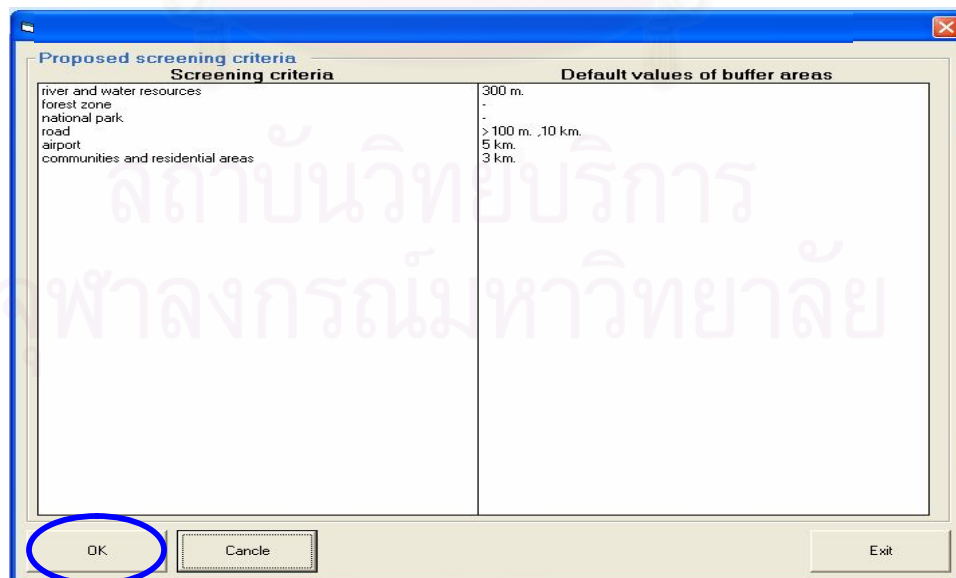 Proposed screening criteria
Screening criteria Default values of buffer areas
river and water resources 300 m.
forest zone -
national park -
road >100 m. ,10 km.
airport 5 km.
communities and residential areas 3 km.
สถาบันวิทยบริการ
จุฬาลงกรณ์มหาวิทยาลัย
OK Cancle Exit